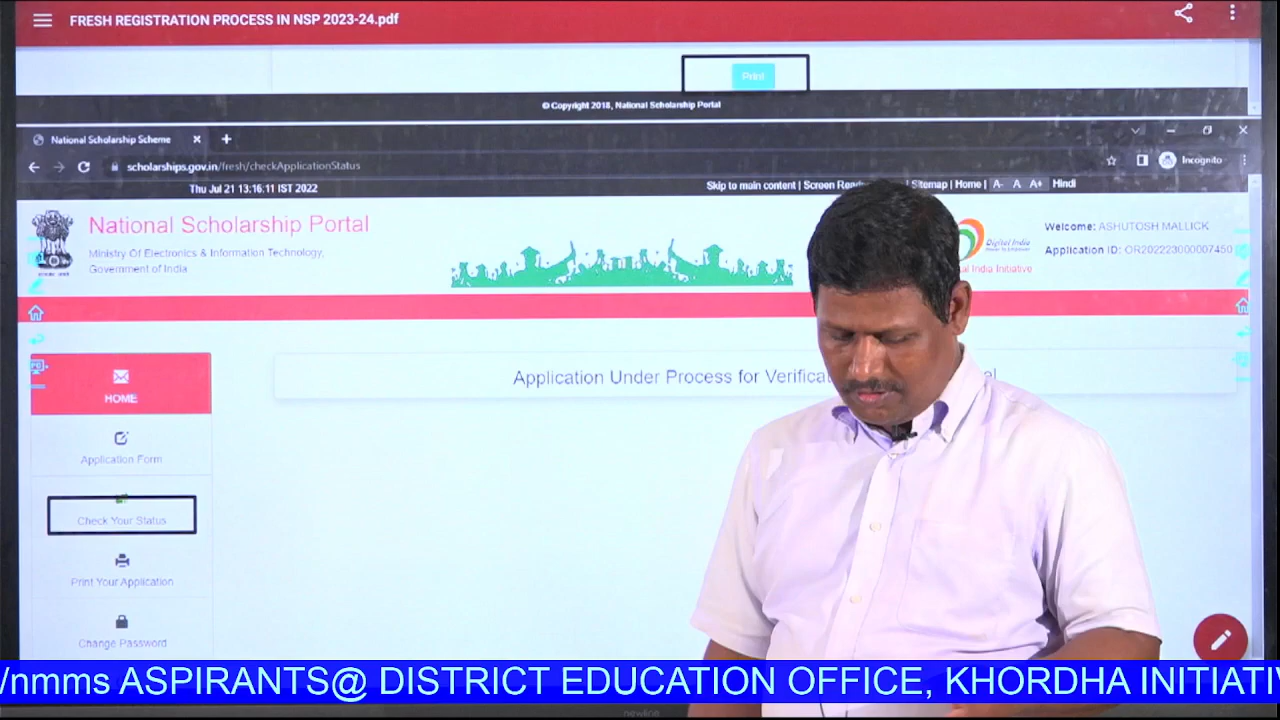 FRESH REGISTRATION PROCESS IN NSP 2023-24.pdf
Print
© Copyright 2018, National Scholarship Portal
National Scholarship Scheme
scholarships.gov.in/fresh/checkApplicationStatus
Incognito
Thu Jul 21 13:16:11 IST 2022
Skip to main content | Screen | Sitemap | Home | A- A A+ Hindi
National Scholarship Portal
Ministry Of Electronics & Information Technology,
Government of India
Digital India
India Initiative
Welcome: ASHUTOSH MALLICK
Application ID: OR202223000007450
HOME
Application Under Process for
Application Form
Check Your Status
Print Your Application
Change Password
/nmms ASPIRANTS@ DISTRICT EDUCATION OFFICE, KHORDHA
newline